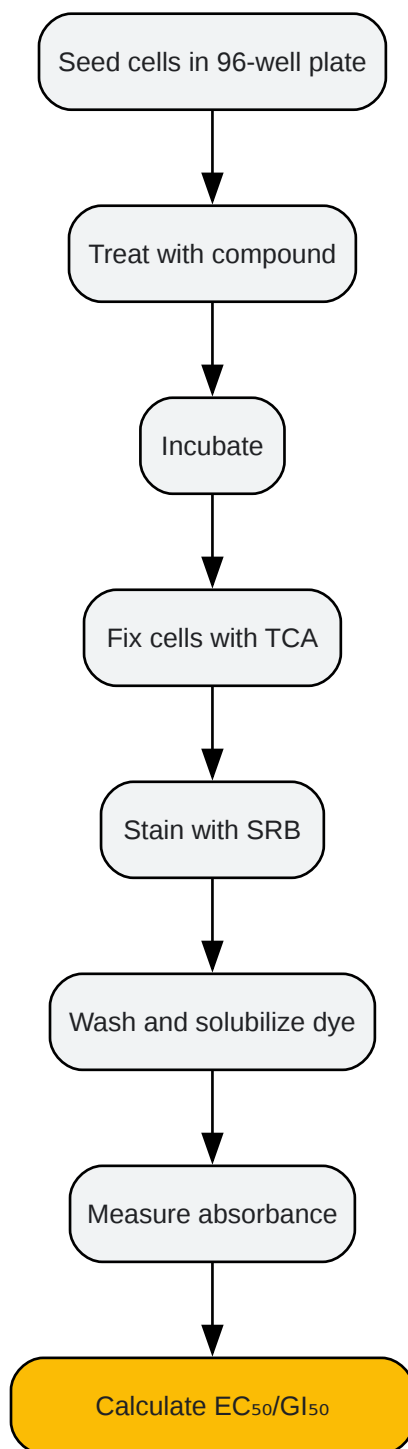 Seed cells in 96-well plate
Treat with compound
Incubate
Fix cells with TCA
Stain with SRB
Wash and solubilize dye
Measure absorbance
Calculate EC₅₀/GI₅₀